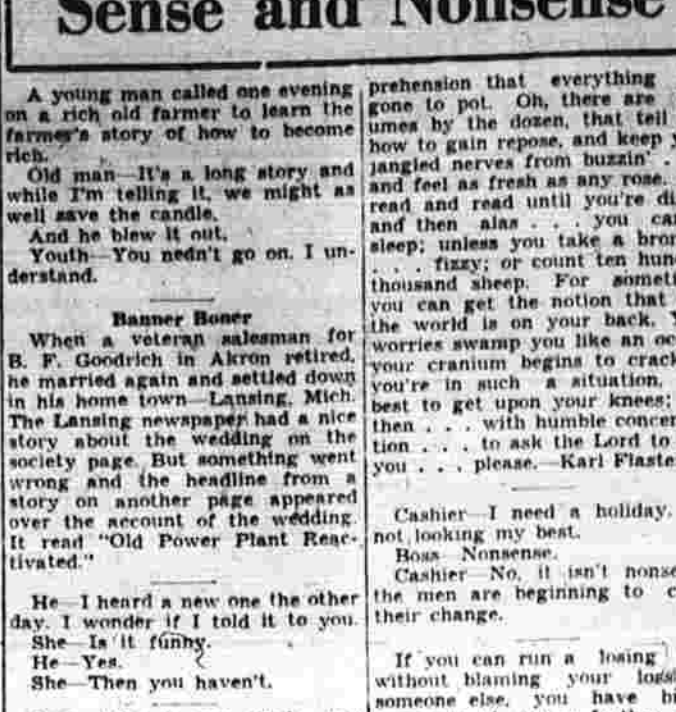 Sense and Nonsense
A young man called one evening
on a rich old farmer to learn the
farmer's story of how to become
rich.
Old man—It's a long story and
while I'm telling it, we might as
well save the candle.
And he blew it out.
Youth—You nedn't go on. I un-
derstand.
Banner Boner
When a veteran salesman for
B. F. Goodrich in Akron retired,
he married again and settled down
in his home town—Lansing, Mich.
The Lansing newspaper had a nice
story about the wedding on the
society page. But something went
wrong and the headline from a
story on another page appeared
over the account of the wedding.
It read "Old Power Plant Reac-
tivated."
He—I heard a new one the other
day. I wonder if I told it to you.
She—Is it funny.
He—Yes.
She—Then you haven't.
prehension that everything
gone to pot. Oh, there are
umes by the dozen, that tell
how to gain repose, and keep
jangled nerves from buzzin' .
and feel as fresh as any rose.
read and read until you're
and then alas . . . you
sleep; unless you take a
. . . fizzy; or count ten
thousand sheep. For
you can get the notion that
the world is on your back.
worries swamp you like an
your cranium begins to
you're in such a situation,
best to get upon your knees;
then . . . with humble
tion . . . to ask the Lord to
you . . . please.—Karl
Cashier—I need a holiday.
not looking my best.
Boss—Nonsense.
Cashier—No, it isn't
the men are beginning to
their change.
If you can run a losing
without blaming your
someone else, you have